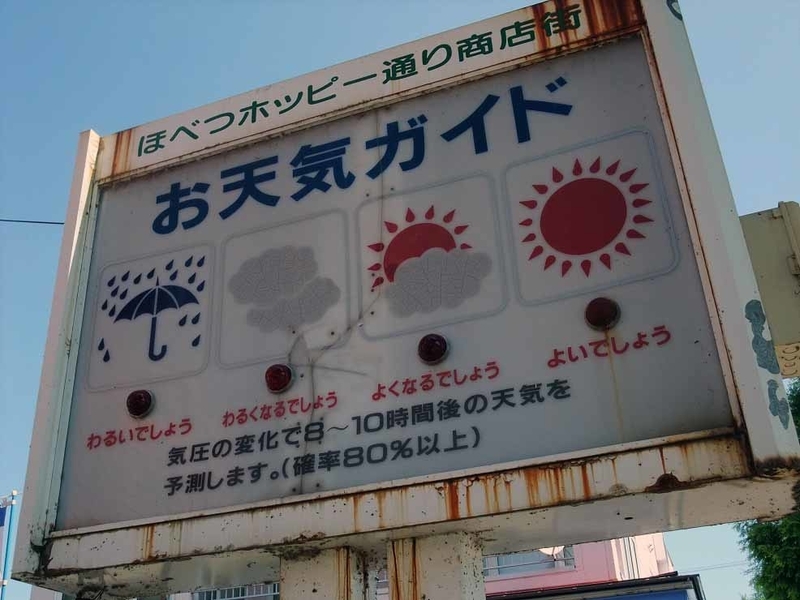 ほべつホッピー通り商店街
お天気ガイド
わるいでしょう
わるくなるでしょう
よくなるでしょう
よいでしょう
気圧の変化で8～10時間後の天気を
予測します。(確率80%以上)